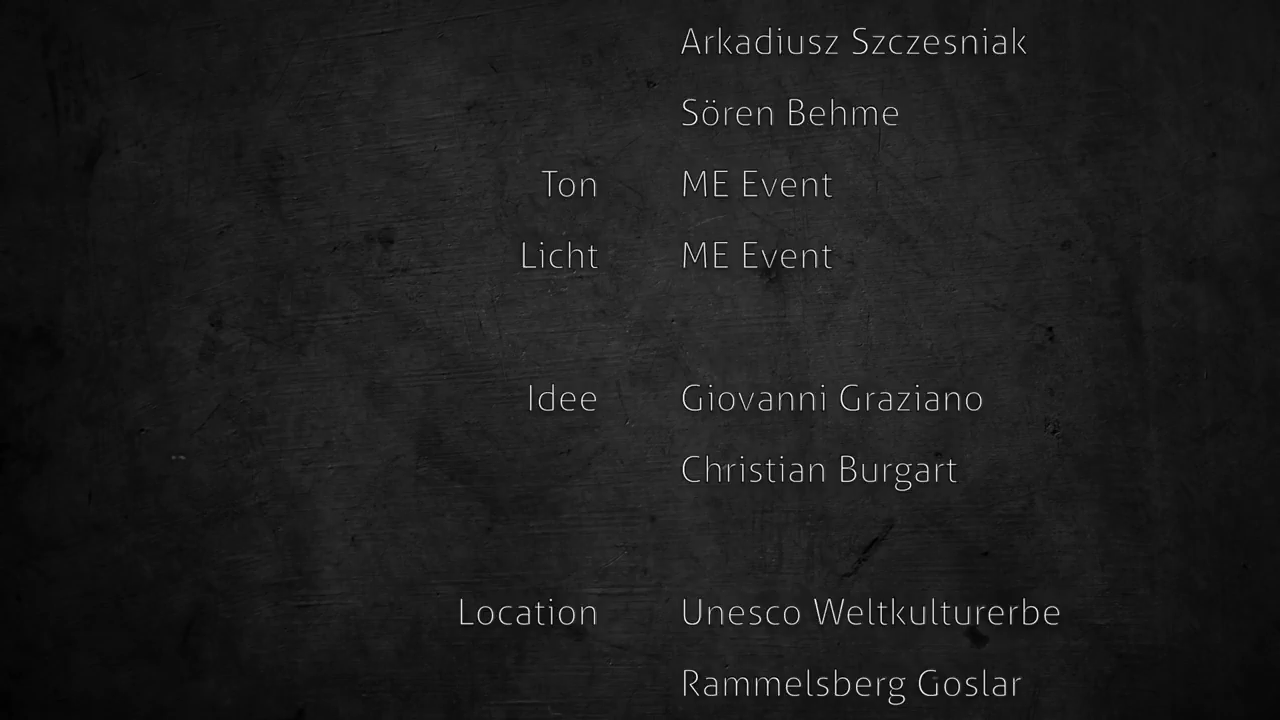 Arkadiusz Szczesniak
Sören Behme
Ton ME Event
Licht ME Event
Idee Giovanni Graziano
Christian Burgart
Location Unesco Weltkulturerbe
Rammelsberg Goslar